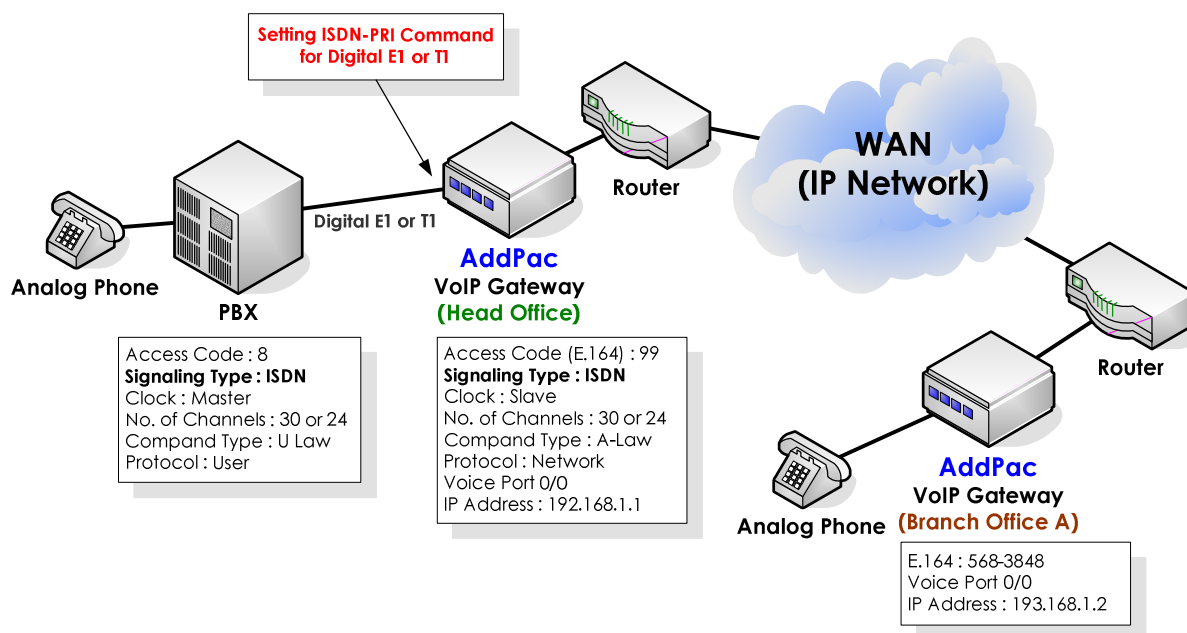 Setting ISDN-PRI Command
for Digital E1 or T1
WAN
(IP Network)
Router
Digital E1 or T1
Analog Phone
PBX
AddPac
VoIP Gateway
(Head Office)
Access Code : 8
Signaling Type : ISDN
Clock : Master
No. of Channels : 30 or 24
Compand Type : U Law
Protocol : User
Access Code (E.164) : 99
Signaling Type : ISDN
Clock : Slave
No. of Channels : 30 or 24
Compand Type : A-Law
Protocol : Network
Voice Port 0/0
IP Address : 192.168.1.1
Router
Analog Phone
AddPac
VoIP Gateway
(Branch Office A)
E.164 : 568-3848
Voice Port 0/0
IP Address : 193.168.1.2